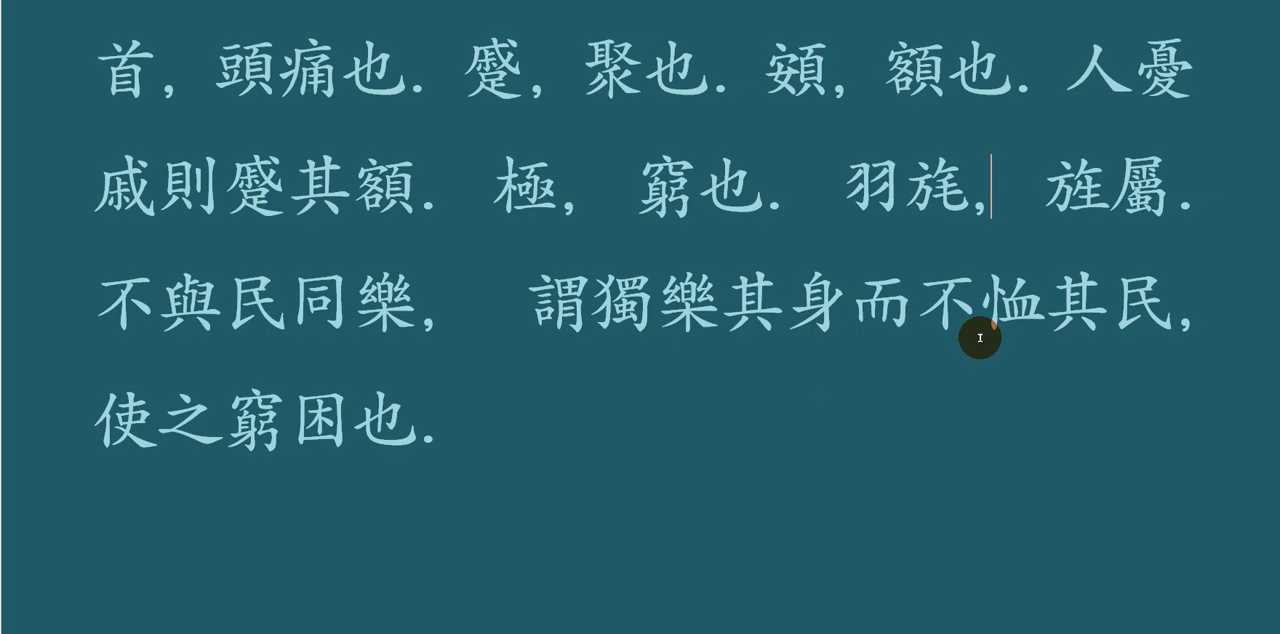 首, 頭痛也. 蹙, 聚也. 頞, 額也. 人憂
戚則蹙其額. 極, 窮也. 羽旄, 旌屬.
不與民同樂, 謂獨樂其身而不恤其民,
使之窮困也.